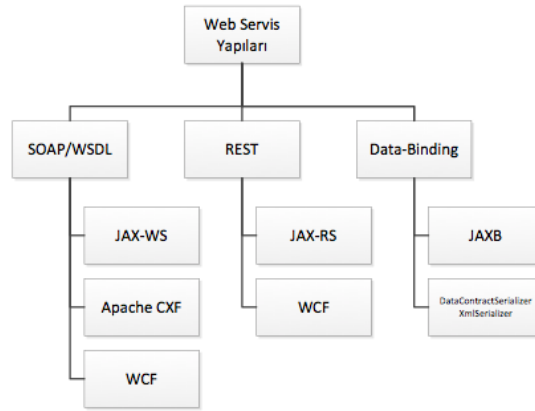 Web Servis
Yapıları
SOAP/WSDL
REST
Data-Binding
JAX-WS
JAX-RS
JAXB
Apache CXF
WCF
DataContractSerializer
XmlSerializer
WCF